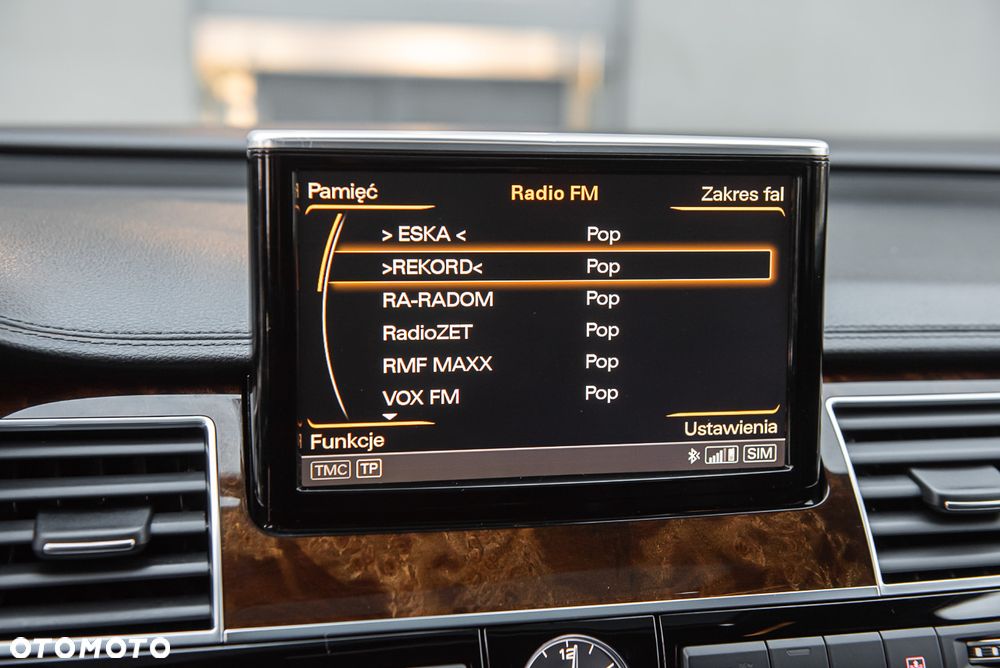 Pamięć Radio FM Zakres fal
> ESKA < Pop
>REKORD< Pop
RA-RADOM Pop
RadioZET Pop
RMF MAXX Pop
VOX FM Pop
Funkcje Ustawienia
TMC TP SIM
OTOMOTO 12